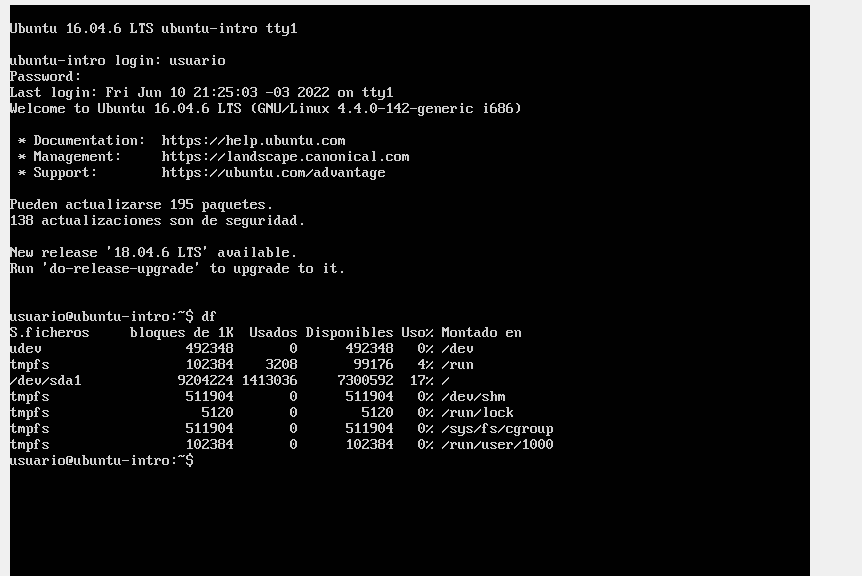 Ubuntu 16.04.6 LTS ubuntu-intro tty1
ubuntu-intro login: usuario
Password:
Last login: Fri Jun 10 21:25:03 -03 2022 on tty1
Welcome to Ubuntu 16.04.6 LTS (GNU/Linux 4.4.0-142-generic i686)
* Documentation:  https://help.ubuntu.com
* Management:     https://landscape.canonical.com
* Support:        https://ubuntu.com/advantage
Pueden actualizarse 195 paquetes.
138 actualizaciones son de seguridad.
New release '18.04.6 LTS' available.
Run 'do-release-upgrade' to upgrade to it.
usuario@ubuntu-intro:~$ df
S.ficheros     bloques de 1K  Usados Disponibles Uso% Montado en
udev                  492348       0      492348   0% /dev
tmpfs                 102384    3208       99176   4% /run
/dev/sda1            9204224 1413036     7300592  17% /
tmpfs                 511904       0      511904   0% /dev/shm
tmpfs                   5120       0        5120   0% /run/lock
tmpfs                 511904       0      511904   0% /sys/fs/cgroup
tmpfs                 102384       0      102384   0% /run/user/1000
usuario@ubuntu-intro:~$